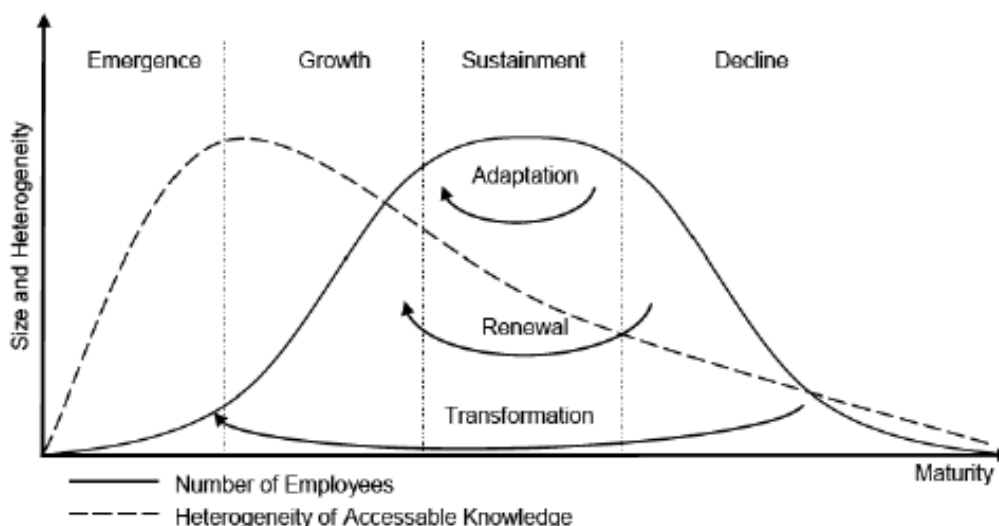 Emergence
Growth
Sustainment
Decline
Size and Heterogeneity
Adaptation
Renewal
Transformation
Maturity
Number of Employees
Heterogeneity of Accessable Knowledge